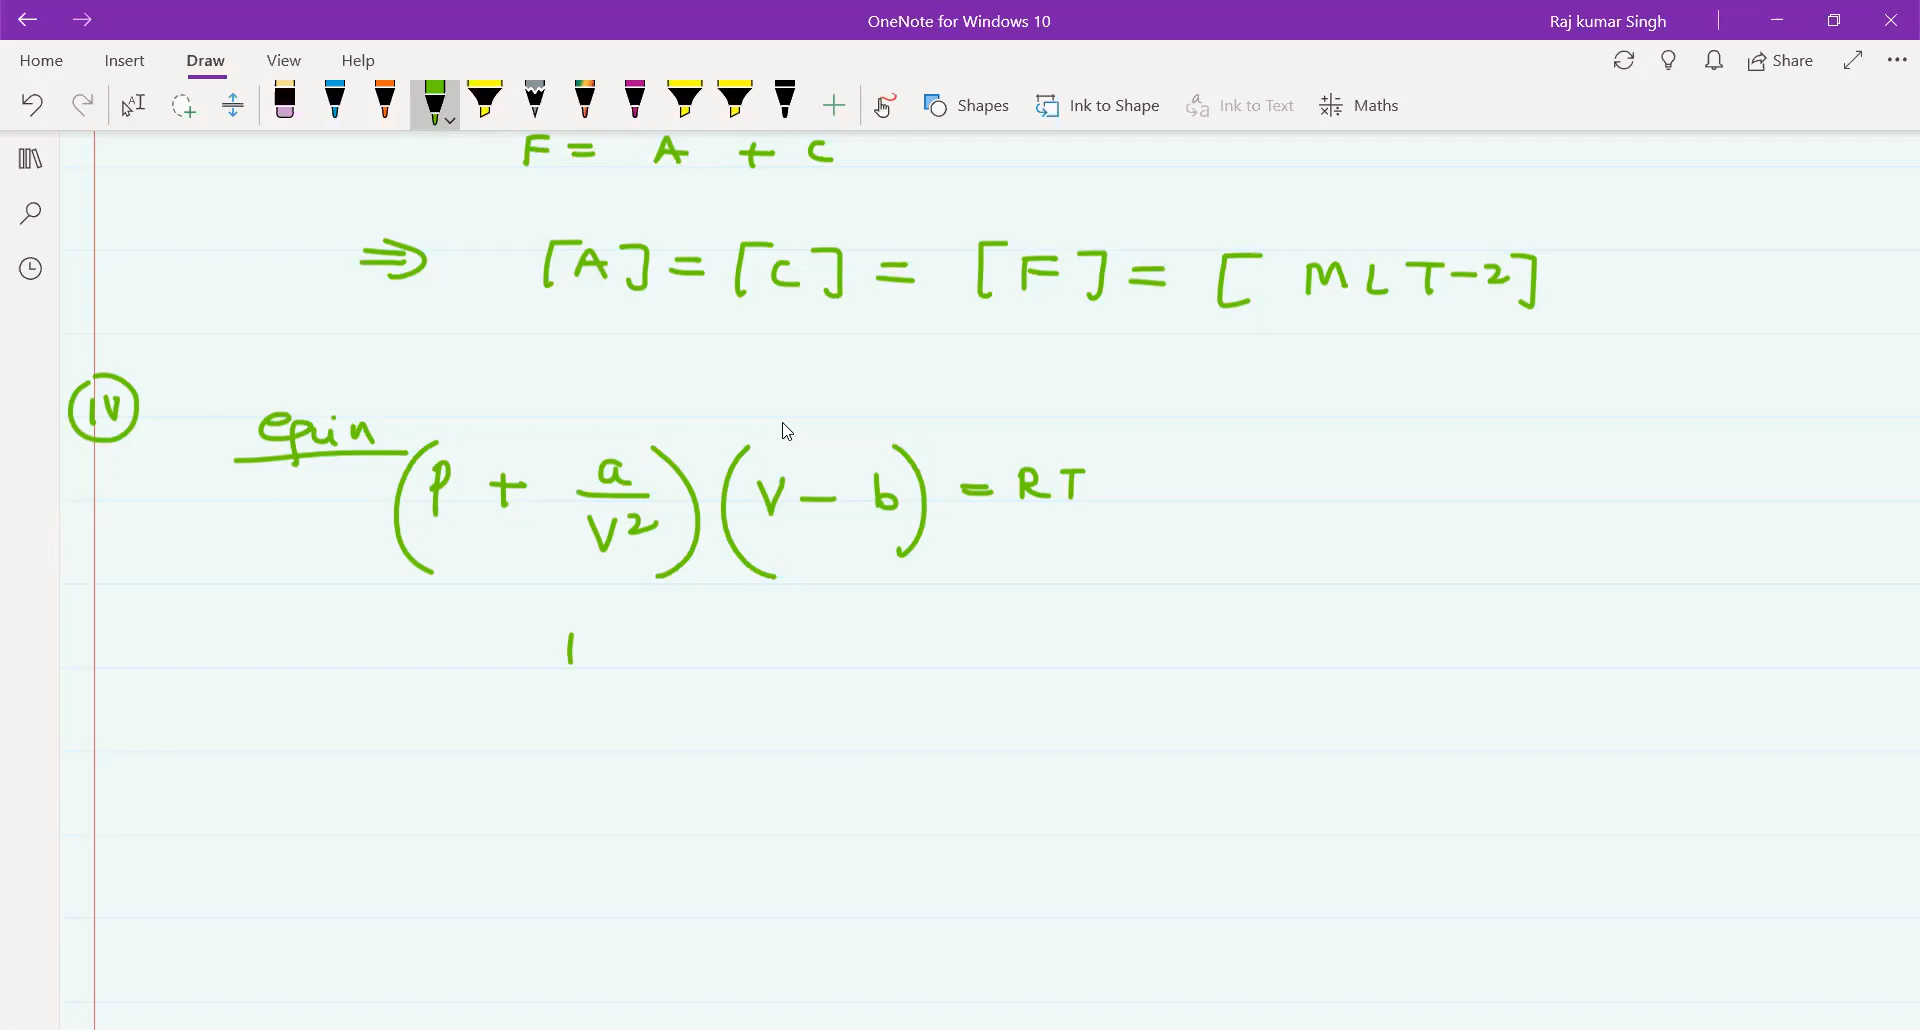 OneNote for Windows 10 Raj kumar Singh
Home Insert Draw View Help Share
Shapes Ink to Shape Ink to Text Maths
F = A + C
⇒ [A] = [C] = [F] = [MLT-2]
(iv)
eqn
(P + a/V²)(V - b) = RT